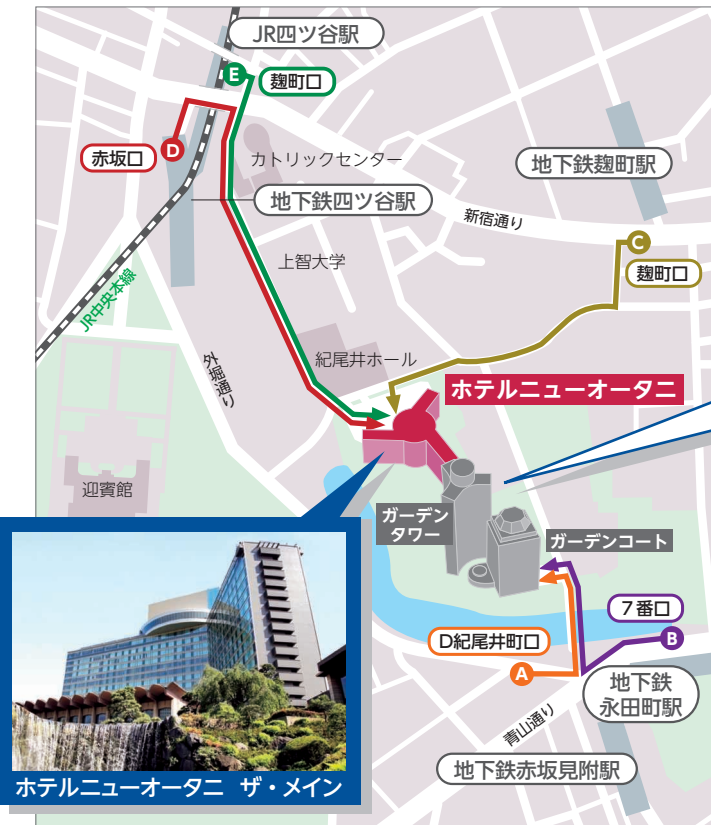 JR四ツ谷駅
E
麹町口
D
赤坂口
カトリックセンター
地下鉄麹町駅
地下鉄四ツ谷駅
新宿通り
C
麹町口
上智大学
JR中央本線
外堀通り
紀尾井ホール
ホテルニューオータニ
迎賓館
ガーデン
タワー
ガーデンコート
7番口
B
D紀尾井町口
A
地下鉄
永田町駅
青山通り
地下鉄赤坂見附駅
ホテルニューオータニ ザ・メイン